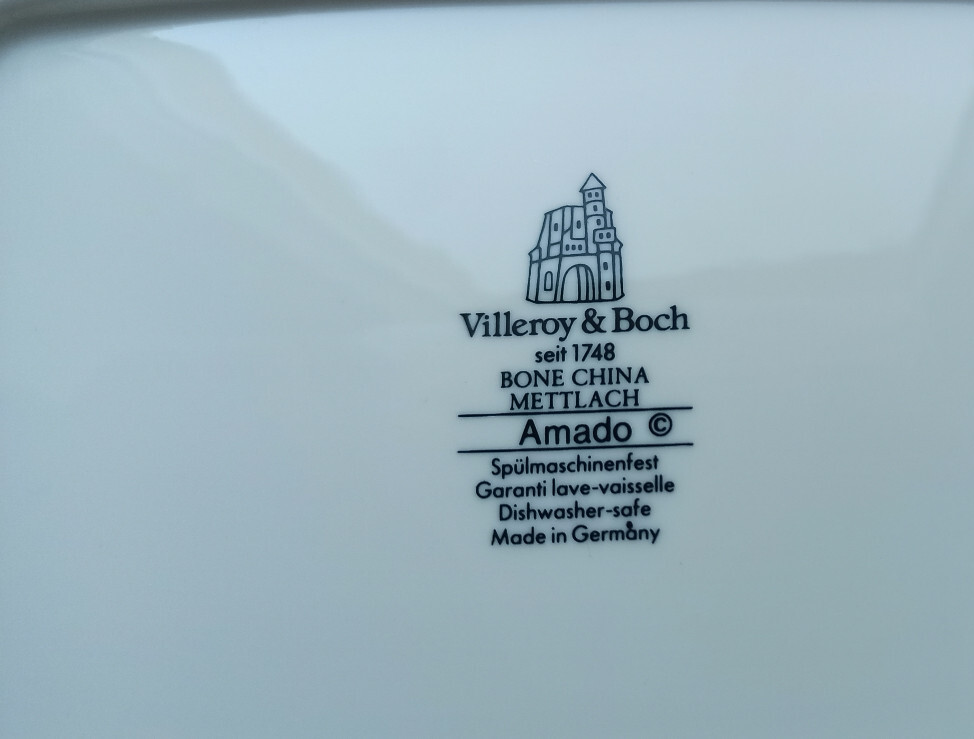 Villeroy & Boch
seit 1748
BONE CHINA
METTLACH
Amado ©
Spülmaschinenfest
Garanti lave-vaisselle
Dishwasher-safe
Made in Germany